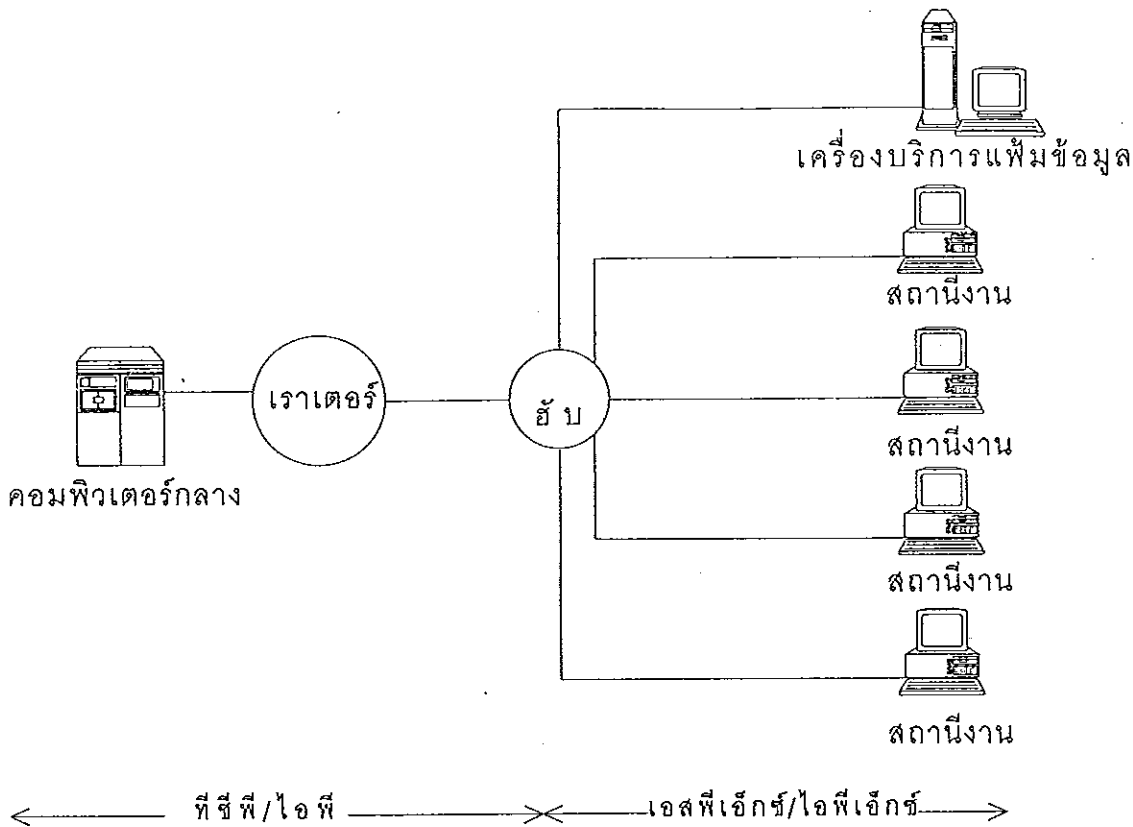 เครื่องบริการแฟ้มข้อมูล
สถานีงาน
เราเตอร์
ฮับ
สถานีงาน
คอมพิวเตอร์กลาง
สถานีงาน
สถานีงาน
ทีซีพี/ไอพี
เอสพีเอ็กซ์/ไอพีเอ็กซ์